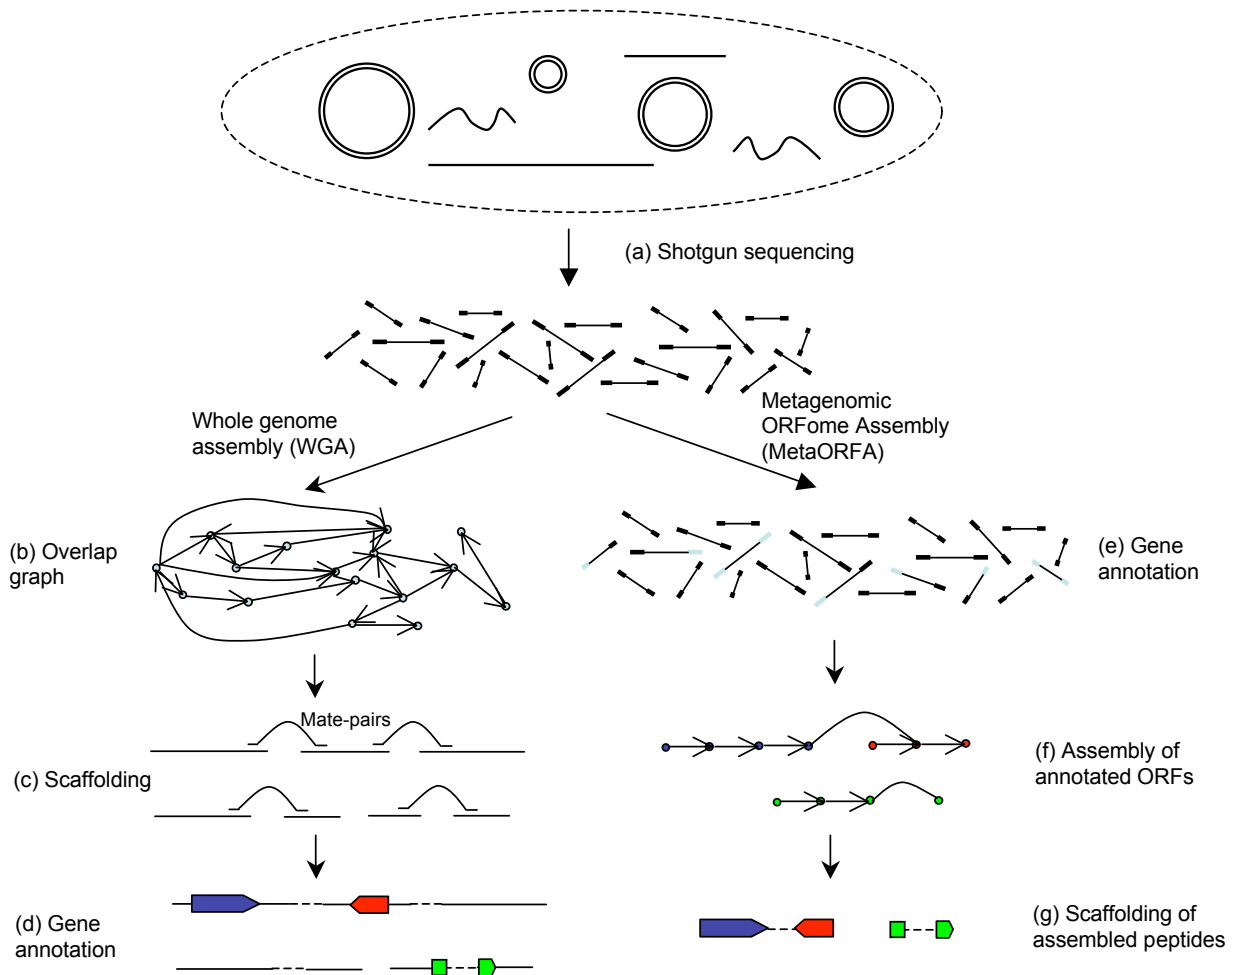 (a) Shotgun sequencing
Whole genome
assembly (WGA)
Metagenomic
ORFome Assembly
(MetaORFA)
(b) Overlap
graph
(e) Gene
annotation
Mate-pairs
(c) Scaffolding
(f) Assembly of
annotated ORFs
(d) Gene
annotation
(g) Scaffolding of
assembled peptides